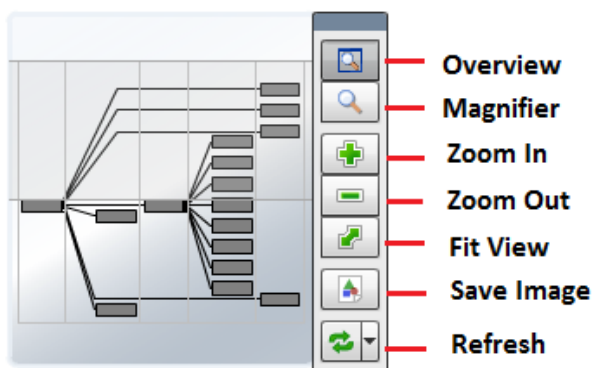 Overview
Magnifier
Zoom In
Zoom Out
Fit View
Save Image
Refresh